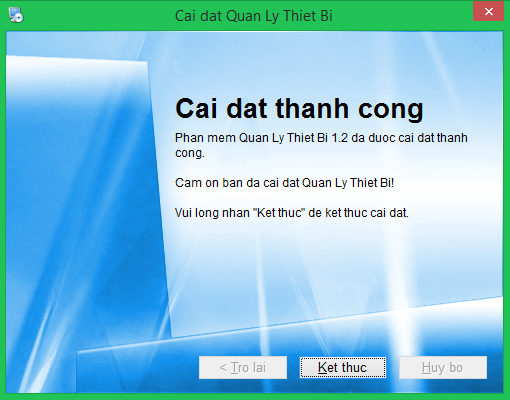 Cai dat Quan Ly Thiet Bi
Cai dat thanh cong
Phan mem Quan Ly Thiet Bi 1.2 da duoc cai dat thanh
cong.
Cam on ban da cai dat Quan Ly Thiet Bi!
Vui long nhan "Ket thuc" de ket thuc cai dat.
< Tro lai
Ket thuc
Huy bo